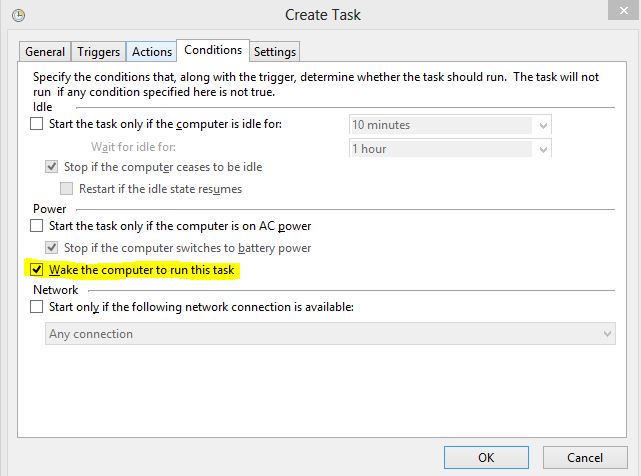 Create Task
General Triggers Actions Conditions Settings
Specify the conditions that, along with the trigger, determine whether the task should run. The task will not
run if any condition specified here is not true.
Idle
Start the task only if the computer is idle for: 10 minutes
Wait for idle for: 1 hour
Stop if the computer ceases to be idle
Restart if the idle state resumes
Power
Start the task only if the computer is on AC power
Stop if the computer switches to battery power
Wake the computer to run this task
Network
Start only if the following network connection is available:
Any connection
OK Cancel